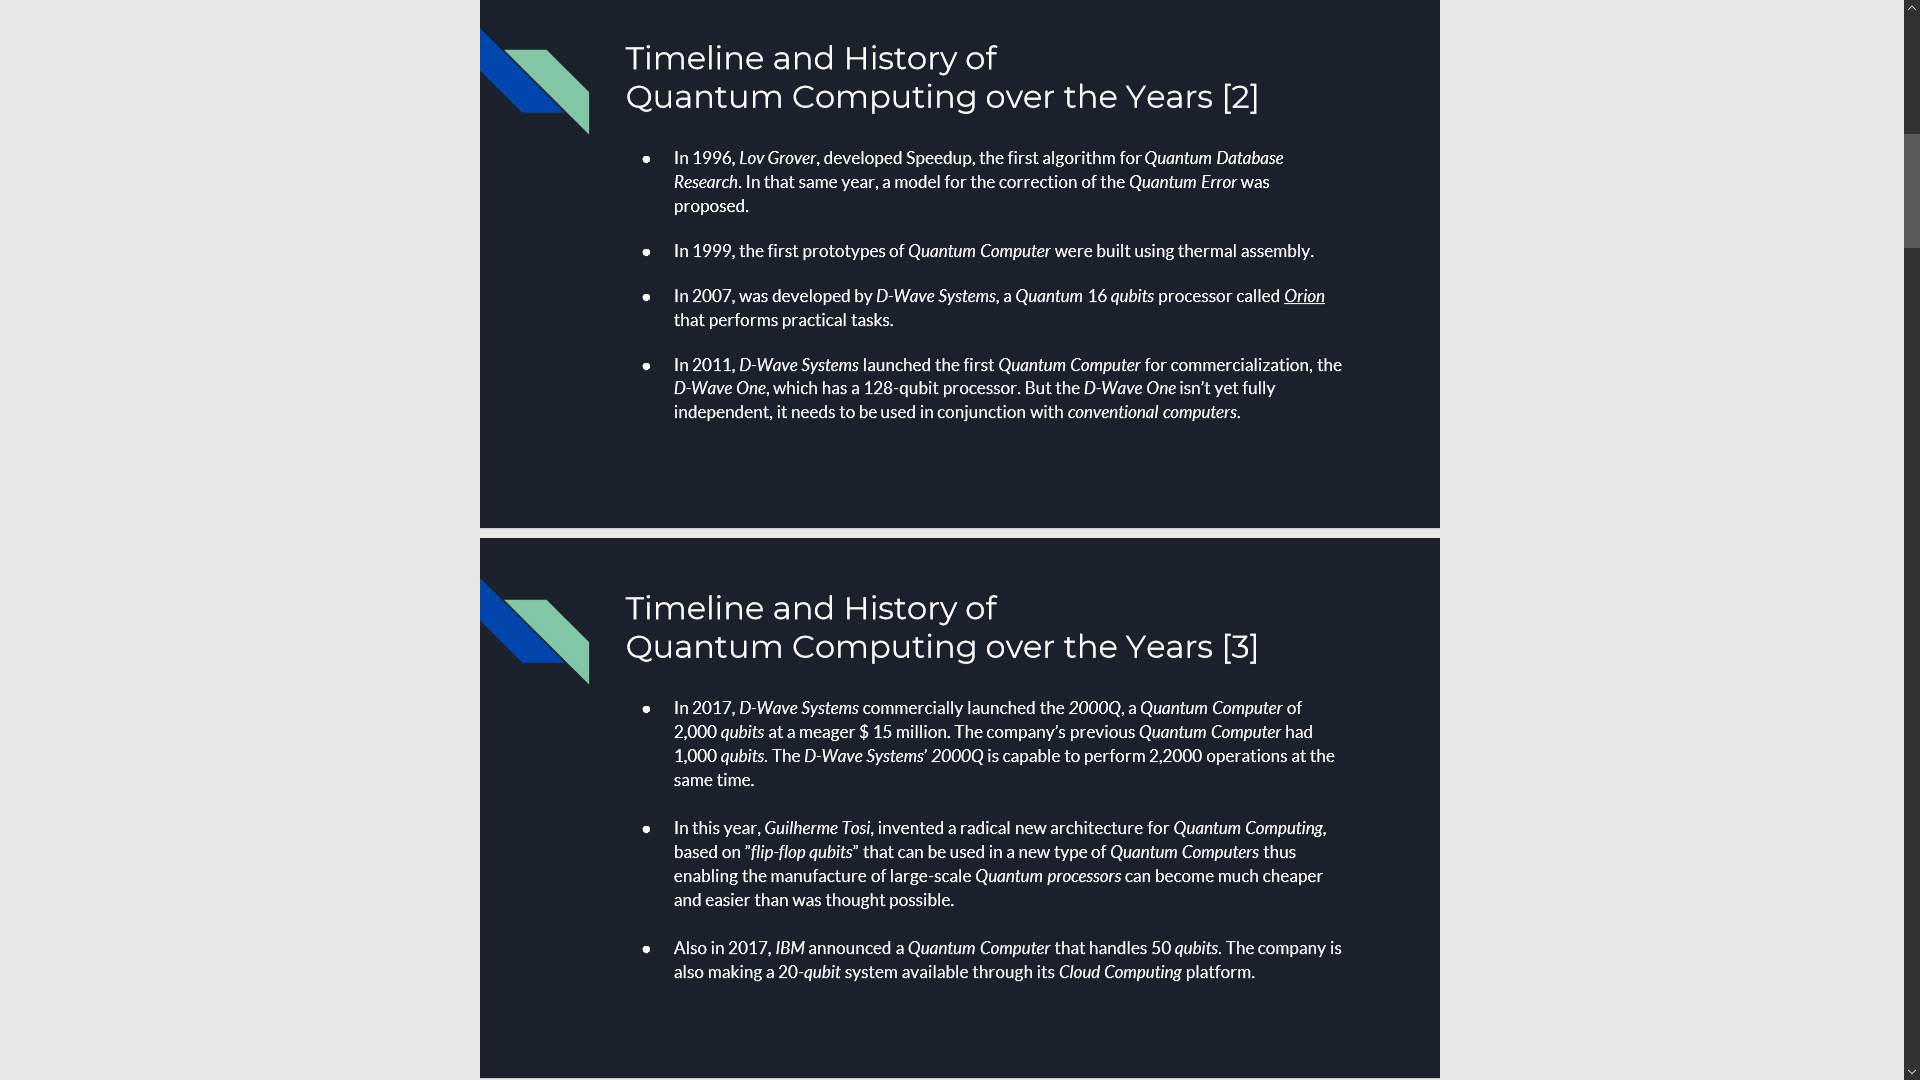 Timeline and History of
Quantum Computing over the Years [2]
● In 1996, Lov Grover, developed Speedup, the first algorithm for Quantum Database
Research. In that same year, a model for the correction of the Quantum Error was
proposed.
● In 1999, the first prototypes of Quantum Computer were built using thermal assembly.
● In 2007, was developed by D-Wave Systems, a Quantum 16 qubits processor called Orion
that performs practical tasks.
● In 2011, D-Wave Systems launched the first Quantum Computer for commercialization, the
D-Wave One, which has a 128-qubit processor. But the D-Wave One isn’t yet fully
independent, it needs to be used in conjunction with conventional computers.
Timeline and History of
Quantum Computing over the Years [3]
● In 2017, D-Wave Systems commercially launched the 2000Q, a Quantum Computer of
2,000 qubits at a meager $ 15 million. The company’s previous Quantum Computer had
1,000 qubits. The D-Wave Systems’ 2000Q is capable to perform 2,2000 operations at the
same time.
● In this year, Guilherme Tosi, invented a radical new architecture for Quantum Computing,
based on ”flip-flop qubits” that can be used in a new type of Quantum Computers thus
enabling the manufacture of large-scale Quantum processors can become much cheaper
and easier than was thought possible.
● Also in 2017, IBM announced a Quantum Computer that handles 50 qubits. The company is
also making a 20-qubit system available through its Cloud Computing platform.